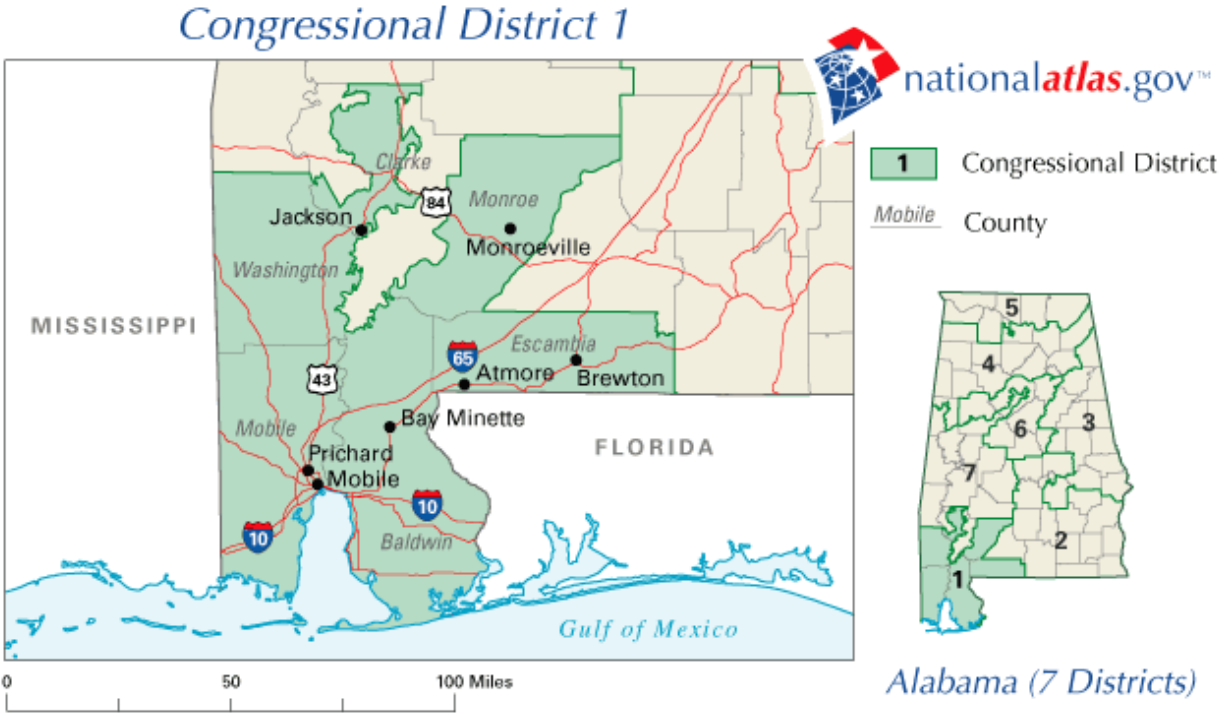 Congressional District 1
nationalatlas.gov™
1 Congressional District
Mobile County
Clarke
84
Monroe
Jackson
Monroeville
Washington
MISSISSIPPI
65
Escambia
43
Atmore
Brewton
Bay Minette
Mobile
FLORIDA
Prichard
Mobile
10
10
Baldwin
Gulf of Mexico
0 50 100 Miles
5
4
3
6
7
2
1
Alabama (7 Districts)